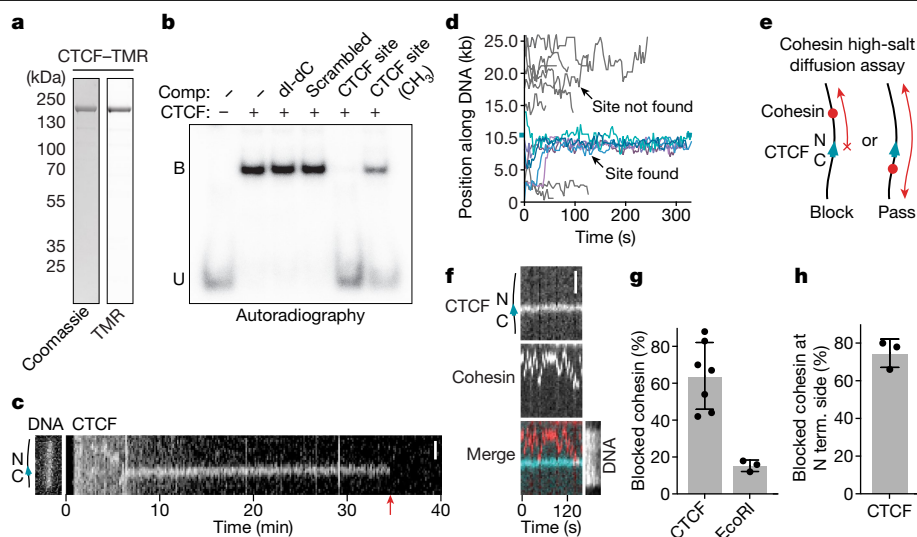 a
CTCF–TMR
(kDa)
250
130
100
70
55
35
25
Coomassie
TMR
b
Comp: – – dI-dC Scrambled CTCF site CTCF site (CH3)
CTCF: – + + + + +
B
U
Autoradiography
c
DNA CTCF
N
C
0 10 20 30 40
Time (min)
d
Position along DNA (kb)
25.0
20.0
15.0
10.5
5.0
0
Site not found
Site found
0 100 200 300
Time (s)
e
Cohesin high-salt
diffusion assay
Cohesin
N
CTCF or
C
Block Pass
f
CTCF N
C
Cohesin
Merge
DNA
0 120
Time (s)
g
Blocked cohesin (%)
80
60
40
20
0
CTCF
EcoRI
h
Blocked cohesin at
N term. side (%)
80
60
40
20
0
CTCF